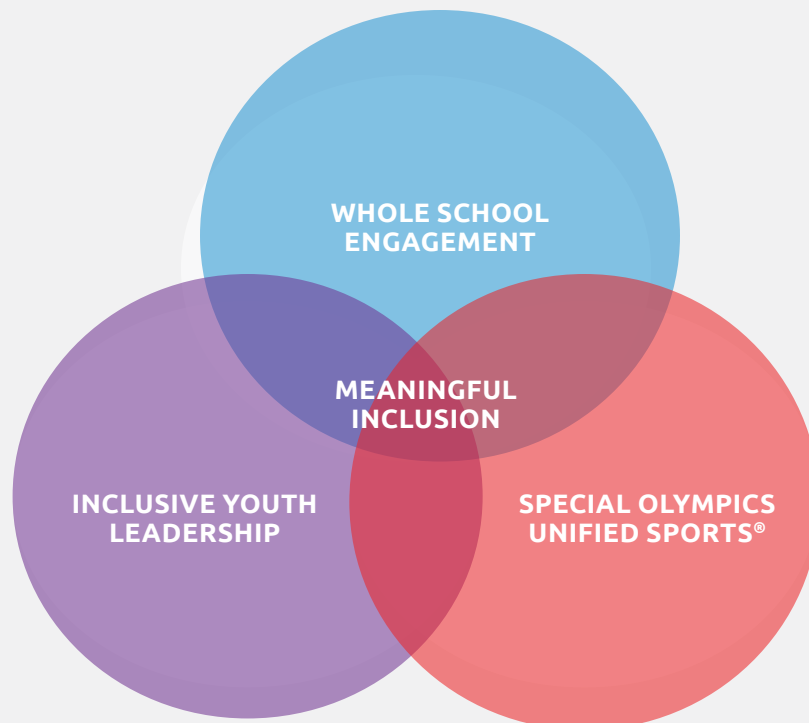 WHOLE SCHOOL
ENGAGEMENT
MEANINGFUL
INCLUSION
INCLUSIVE YOUTH
LEADERSHIP
SPECIAL OLYMPICS
UNIFIED SPORTS®